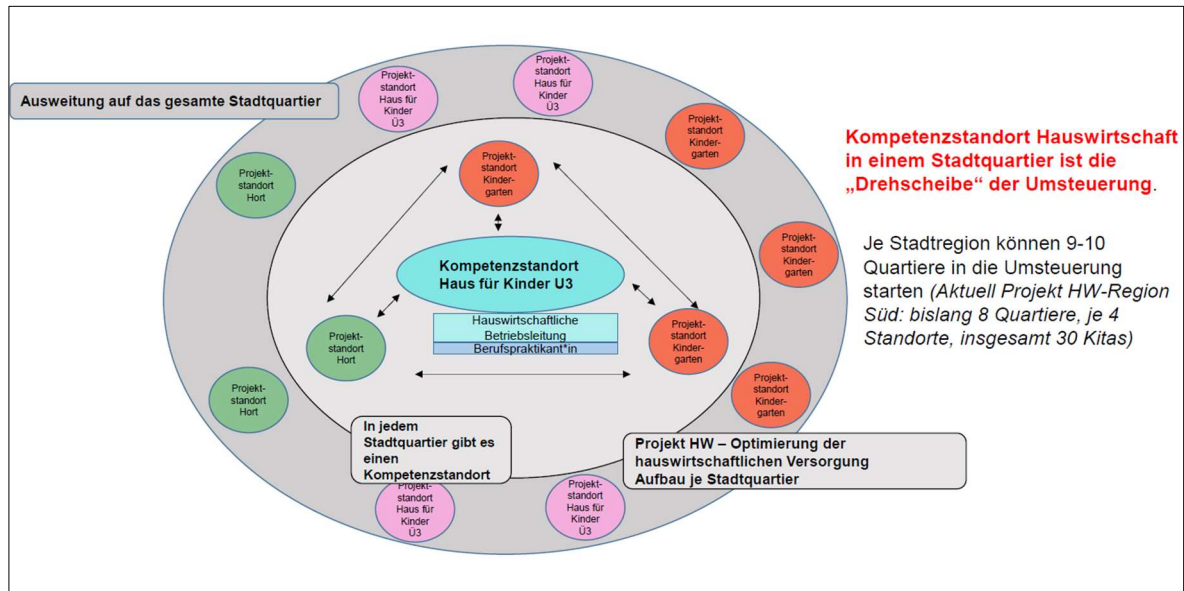 Ausweitung auf das gesamte Stadtquartier
Projekt-
standort
Haus für
Kinder
Ü3
Projekt-
standort
Haus für
Kinder
Ü3
Projekt-
standort
Kinder-
garten
Projekt-
standort
Hort
Projekt-
standort
Kinder-
garten
Projekt-
standort
Kinder-
garten
Kompetenzstandort
Haus für Kinder U3
Hauswirtschaftliche
Betriebsleitung
Berufspraktikant*in
Projekt-
standort
Hort
Projekt-
standort
Kinder-
garten
Projekt-
standort
Hort
Projekt-
standort
Kinder-
garten
In jedem
Stadtquartier gibt es
einen
Kompetenzstandort
Projekt HW – Optimierung der
hauswirtschaftlichen Versorgung
Aufbau je Stadtquartier
Projekt-
standort
Haus für
Kinder
Ü3
Projekt-
standort
Haus für
Kinder
Ü3
Kompetenzstandort Hauswirtschaft
in einem Stadtquartier ist die
„Drehscheibe“ der Umsteuerung.
Je Stadtregion können 9-10
Quartiere in die Umsteuerung
starten (Aktuell Projekt HW-Region
Süd: bislang 8 Quartiere, je 4
Standorte, insgesamt 30 Kitas)